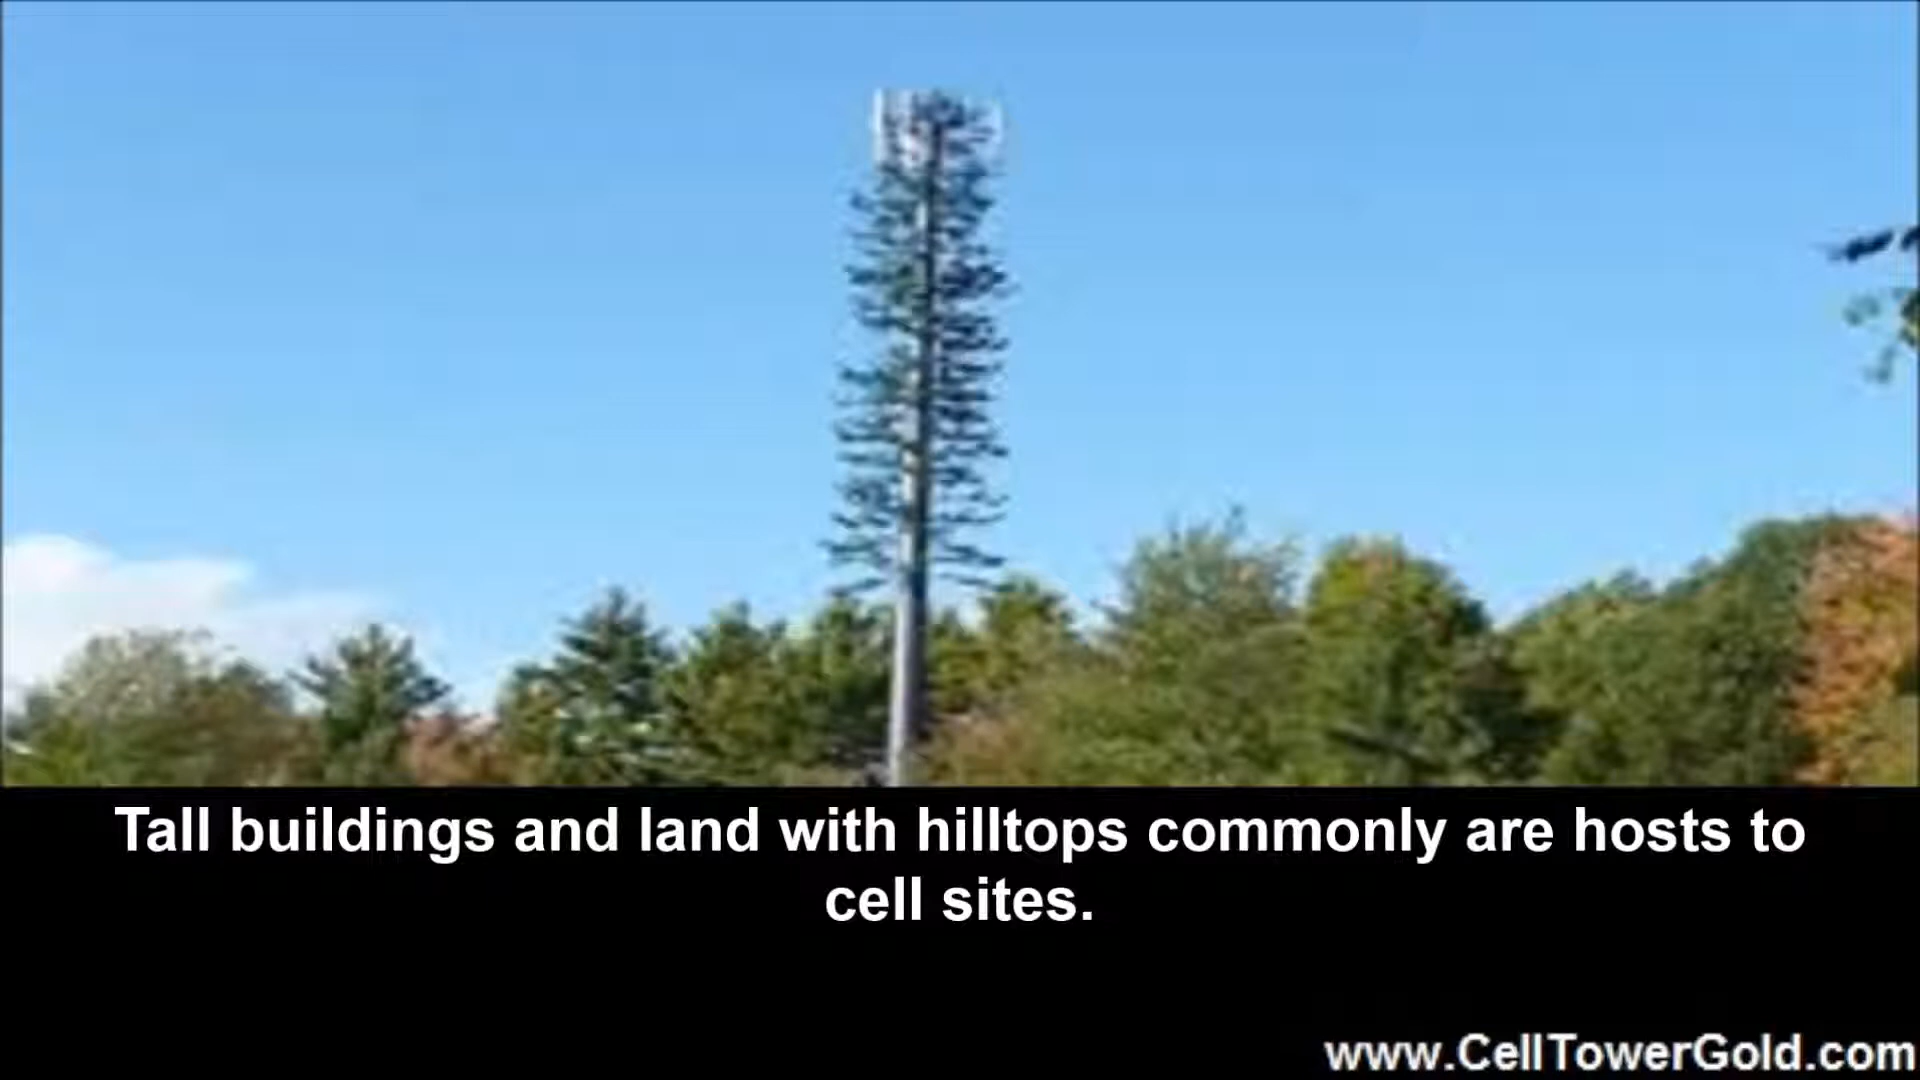 Tall buildings and land with hilltops commonly are hosts to
cell sites.
www.CellTowerGold.com